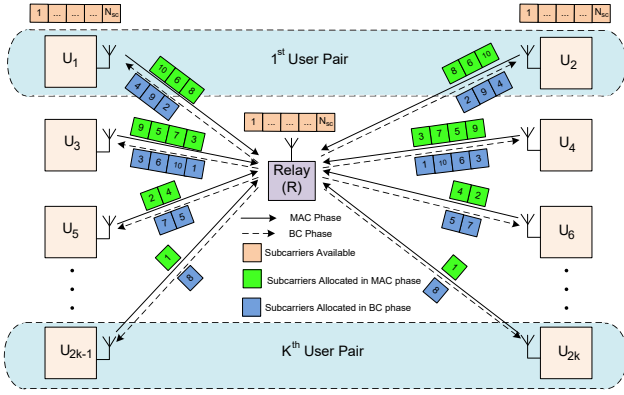 1 ... ... ... Nsc
1 ... ... ... Nsc
1st User Pair
U1
U2
10 6 8
4 9 2
8 6 10
2 9 4
1 ... ... ... Nsc
U3
U4
9 5 7 3
3 6 10 1
3 7 5 9
1 10 6 3
Relay
(R)
U5
U6
2 4
7 5
4 2
5 7
MAC Phase
BC Phase
Subcarriers Available
Subcarriers Allocated in MAC phase
Subcarriers Allocated in BC phase
1
8
1
8
U2k-1
U2k
Kth User Pair